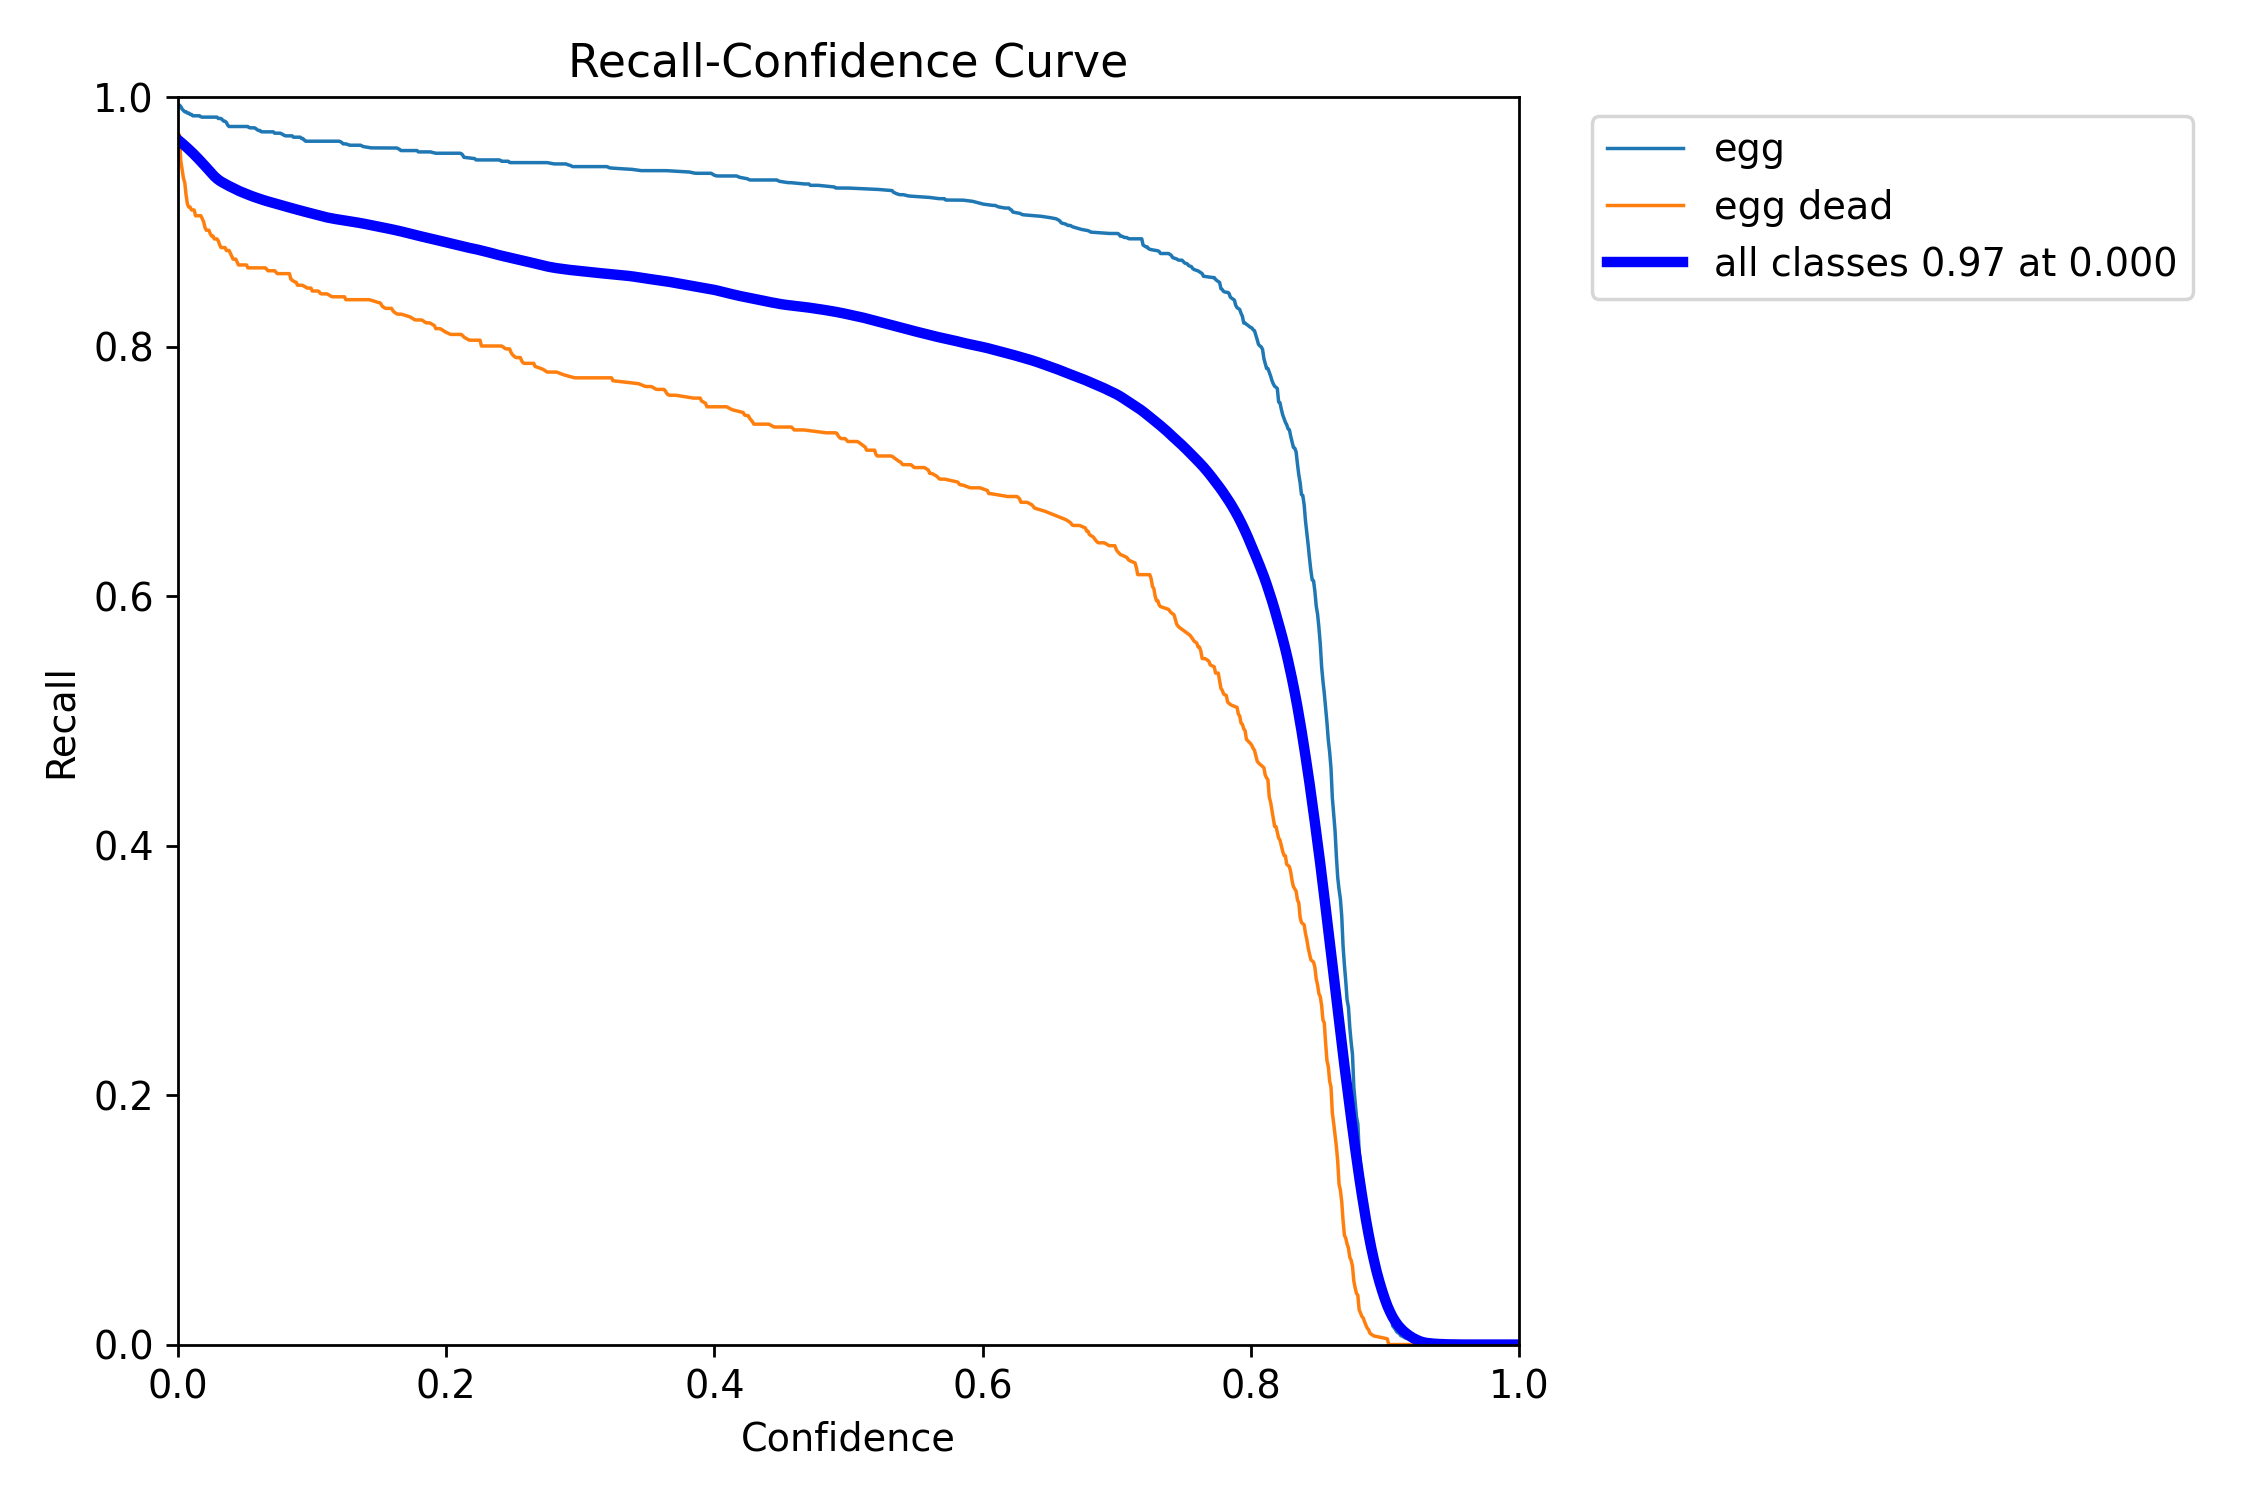 Recall-Confidence Curve
1.0
0.8
0.6
0.4
0.2
0.0
Recall
0.0 0.2 0.4 0.6 0.8 1.0
Confidence
egg
egg dead
all classes 0.97 at 0.000